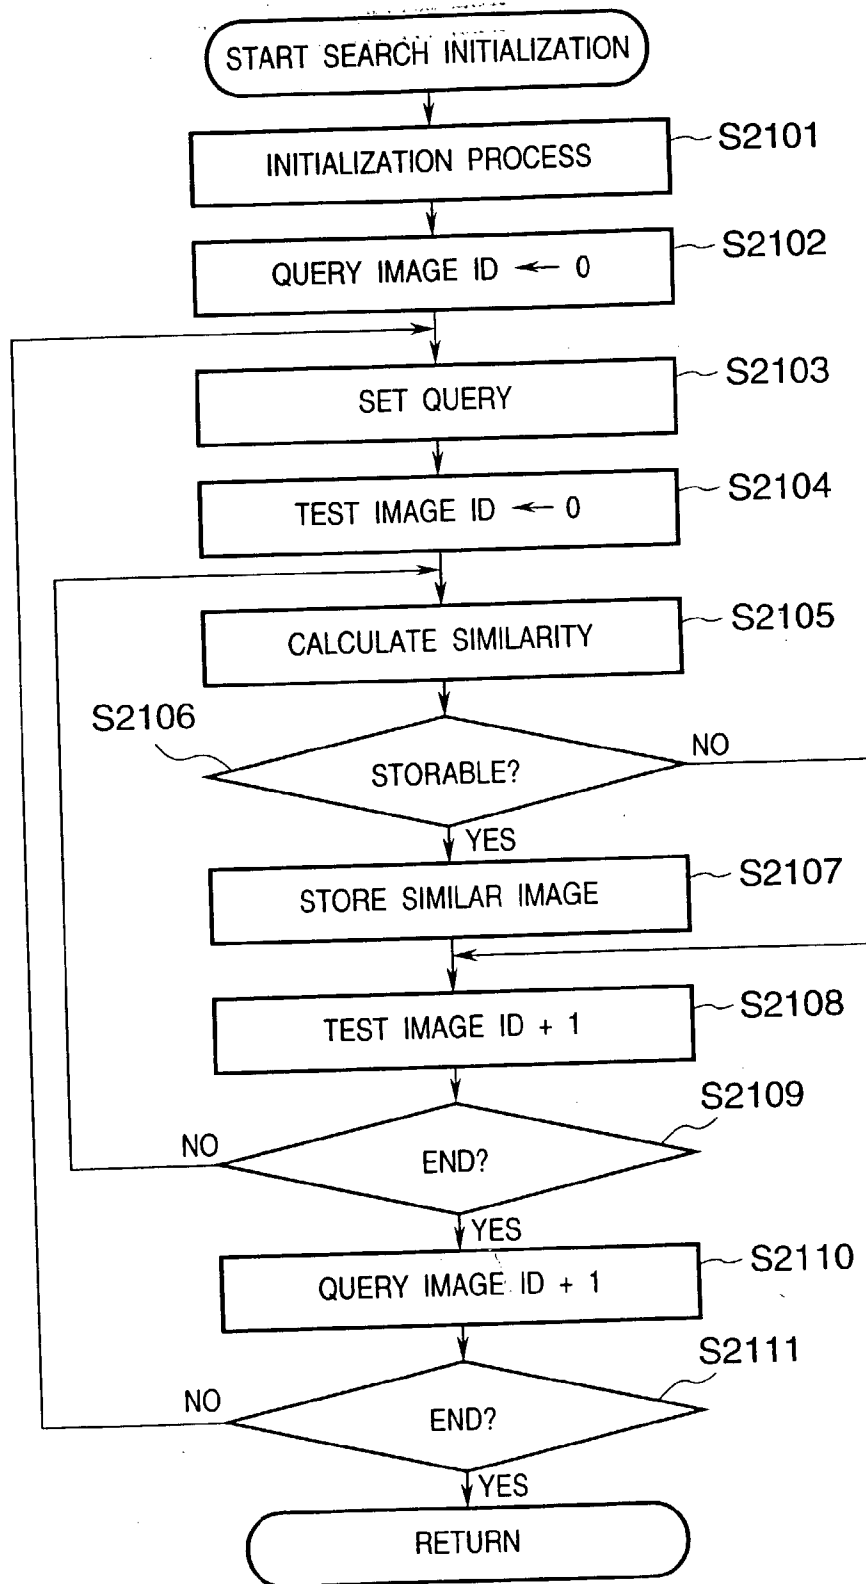 START SEARCH INITIALIZATION
INITIALIZATION PROCESS
S2101
QUERY IMAGE ID ← 0
S2102
SET QUERY
S2103
TEST IMAGE ID ← 0
S2104
CALCULATE SIMILARITY
S2105
S2106
STORABLE?
NO
YES
STORE SIMILAR IMAGE
S2107
TEST IMAGE ID + 1
S2108
S2109
NO
END?
YES
QUERY IMAGE ID + 1
S2110
S2111
NO
END?
YES
RETURN